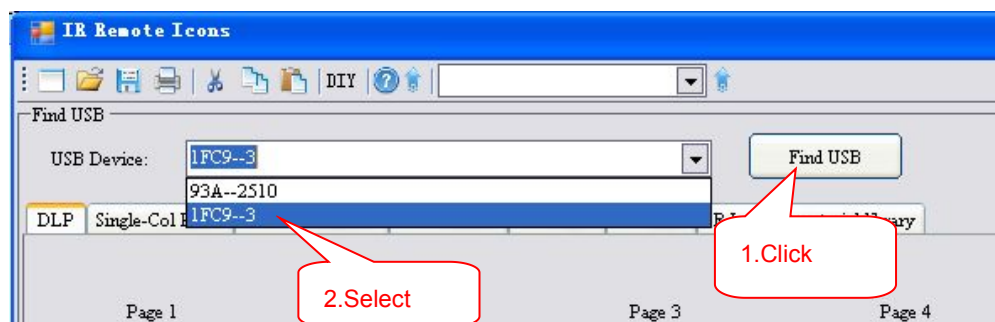 IR Remote Icons
DIY
Find USB
USB Device: 1FC9--3 Find USB
93A--2510
1FC9--3
DLP Single-Col
1.Click
2.Select
Page 1 Page 3 Page 4